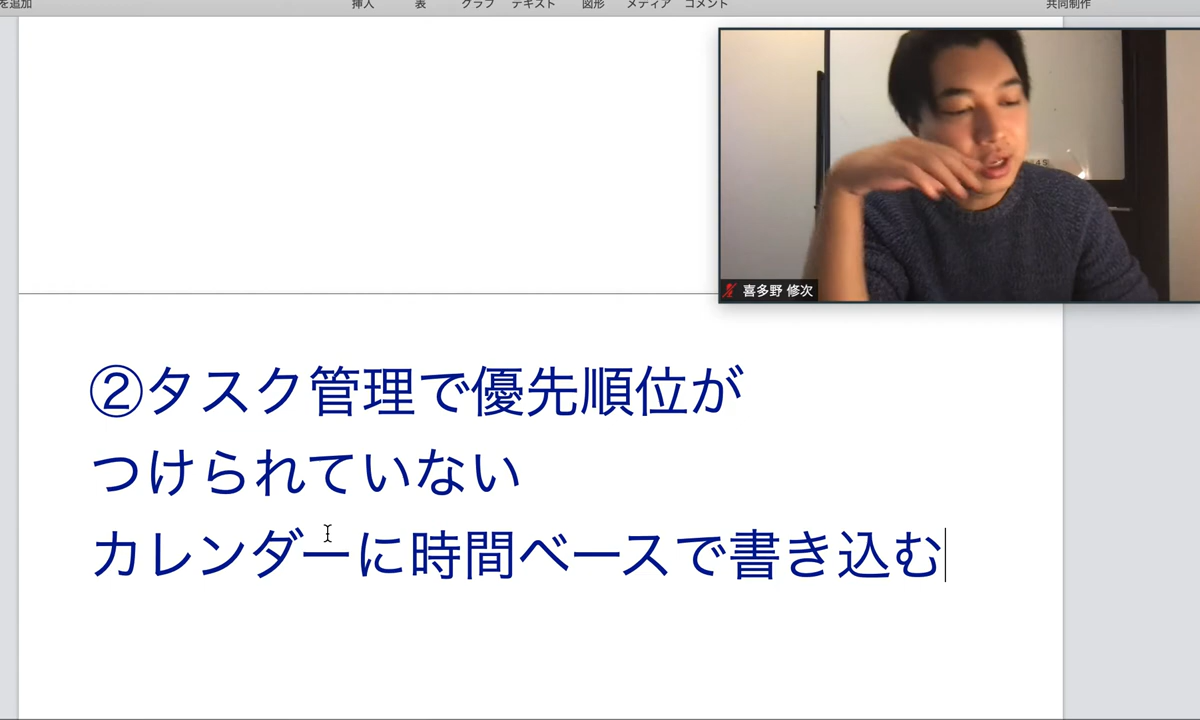 を追加
挿入
表
グラフ
テキスト
図形
メディア
コメント
共同制作
喜多野 修次
②タスク管理で優先順位が
つけられていない
カレンダーに時間ベースで書き込む